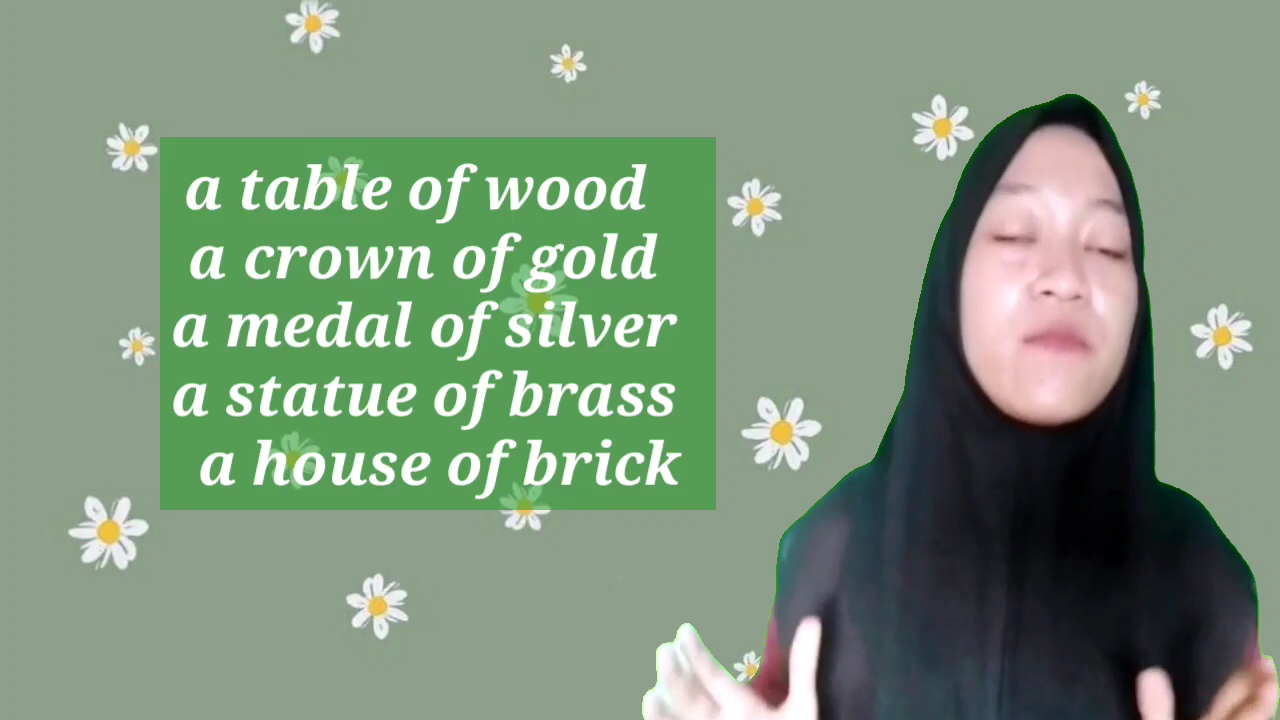 a table of wood
a crown of gold
a medal of silver
a statue of brass
a house of brick